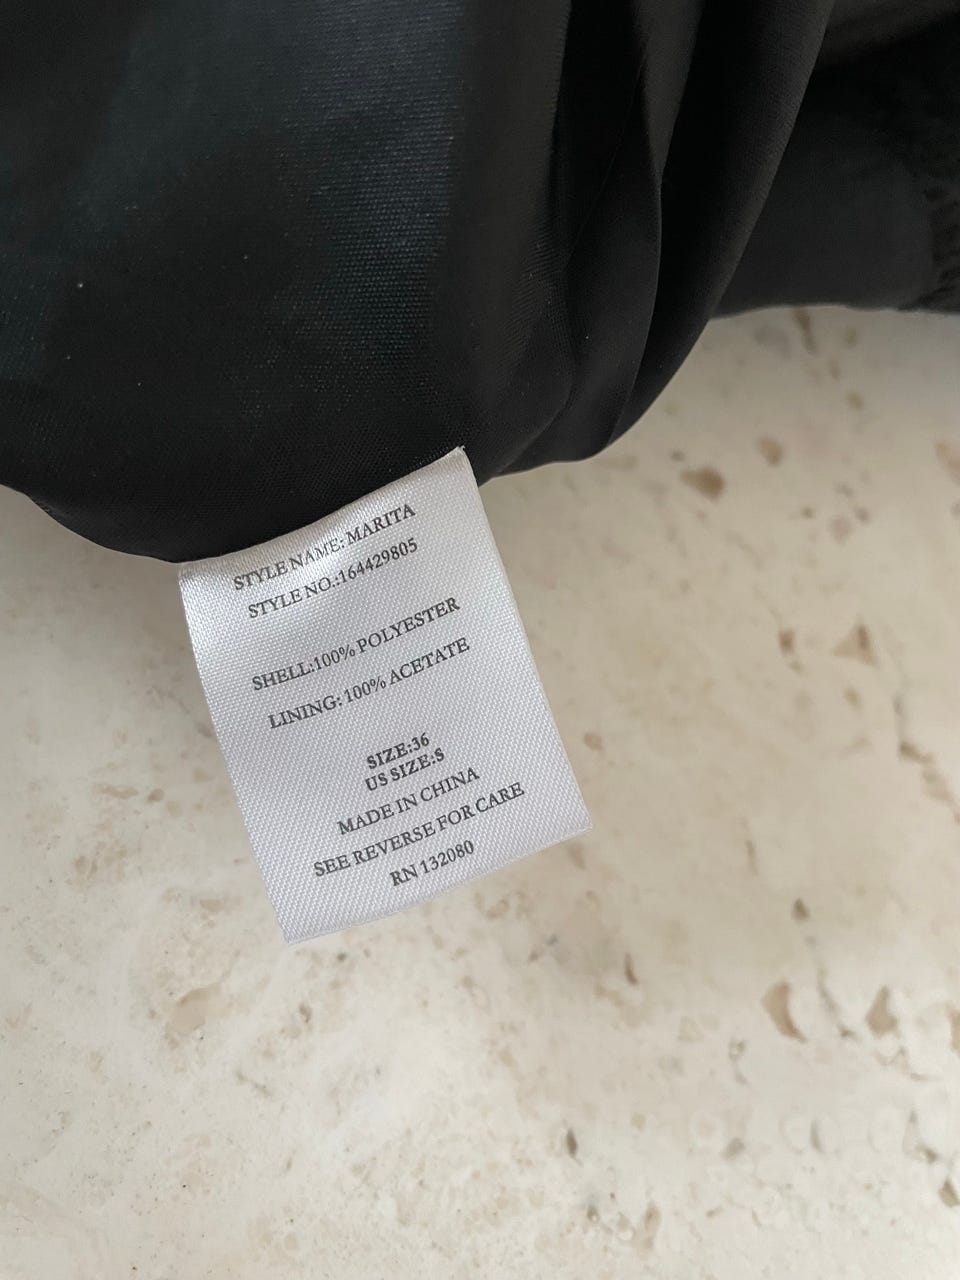 STYLE NAME: MARITA
STYLE NO.:164429805
SHELL:100% POLYESTER
LINING: 100% ACETATE
SIZE:36
US SIZE:S
MADE IN CHINA
SEE REVERSE FOR CARE
RN 132080